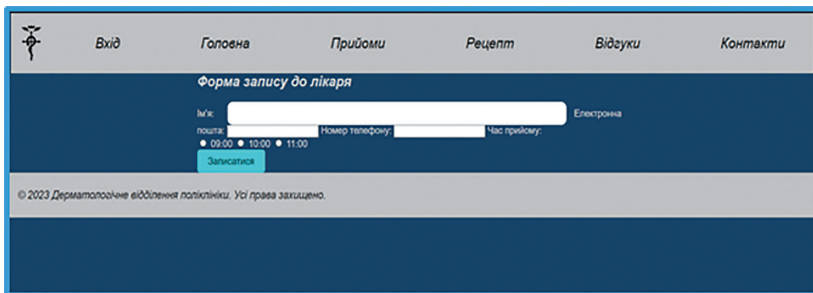 Вхід Головна Прийоми Рецепт Відгуки Контакти
Форма запису до лікаря
Ім'я: Електронна
пошта: Номер телефону: Час прийому:
09:00 10:00 11:00
Записатися
© 2023 Дерматологічне відділення поліклініки. Усі права захищено.